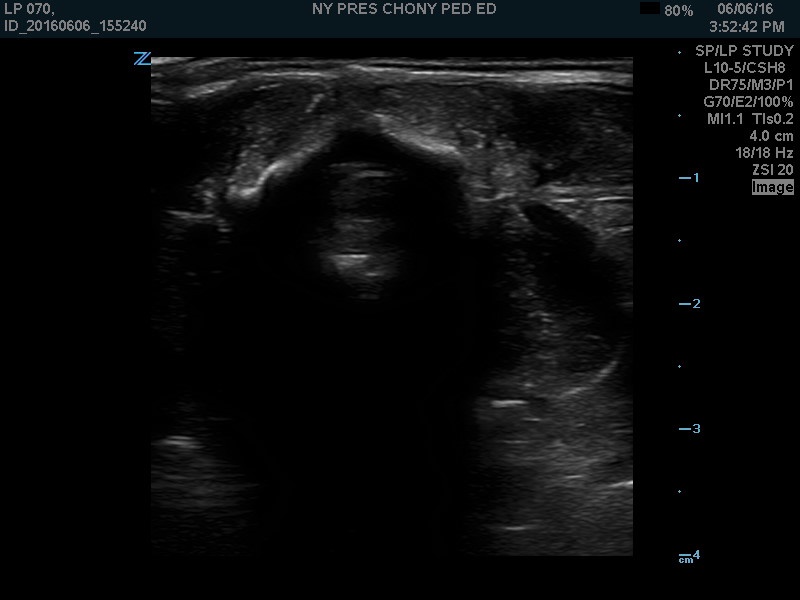 LP 070,
ID_20160606_155240
NY PRES CHONY PED ED
80%
06/06/16
3:52:42 PM
SP/LP STUDY
L10-5/CSH8
DR75/M3/P1
G70/E2/100%
MI1.1 TIs0.2
4.0 cm
18/18 Hz
ZSI 20
Image
Z
1
2
3
4
cm